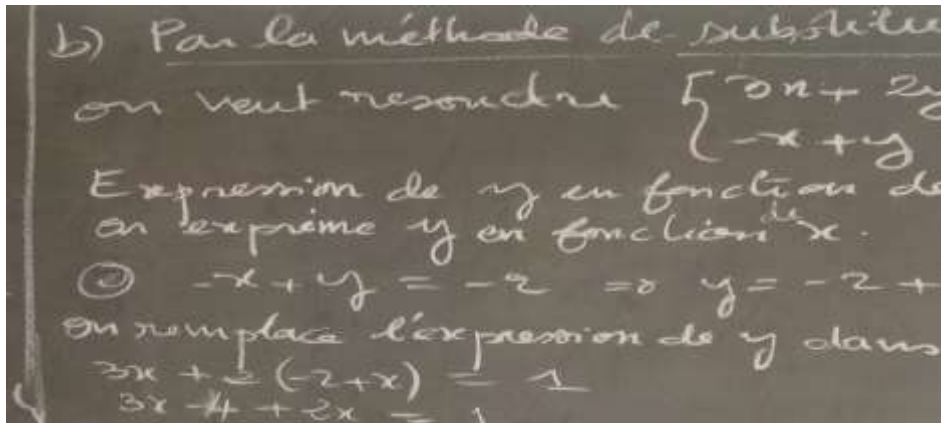 b) Par la méthode de substitu
on veut resoudre { 3x + 2y
-x + y
Expression de y en fonction de
on exprime y en fonction de x.
② -x + y = -2 => y = -2 +
on remplace l'expression de y dans
3x + 2 (-2+x) = 1
3x - 4 + 2x = 1